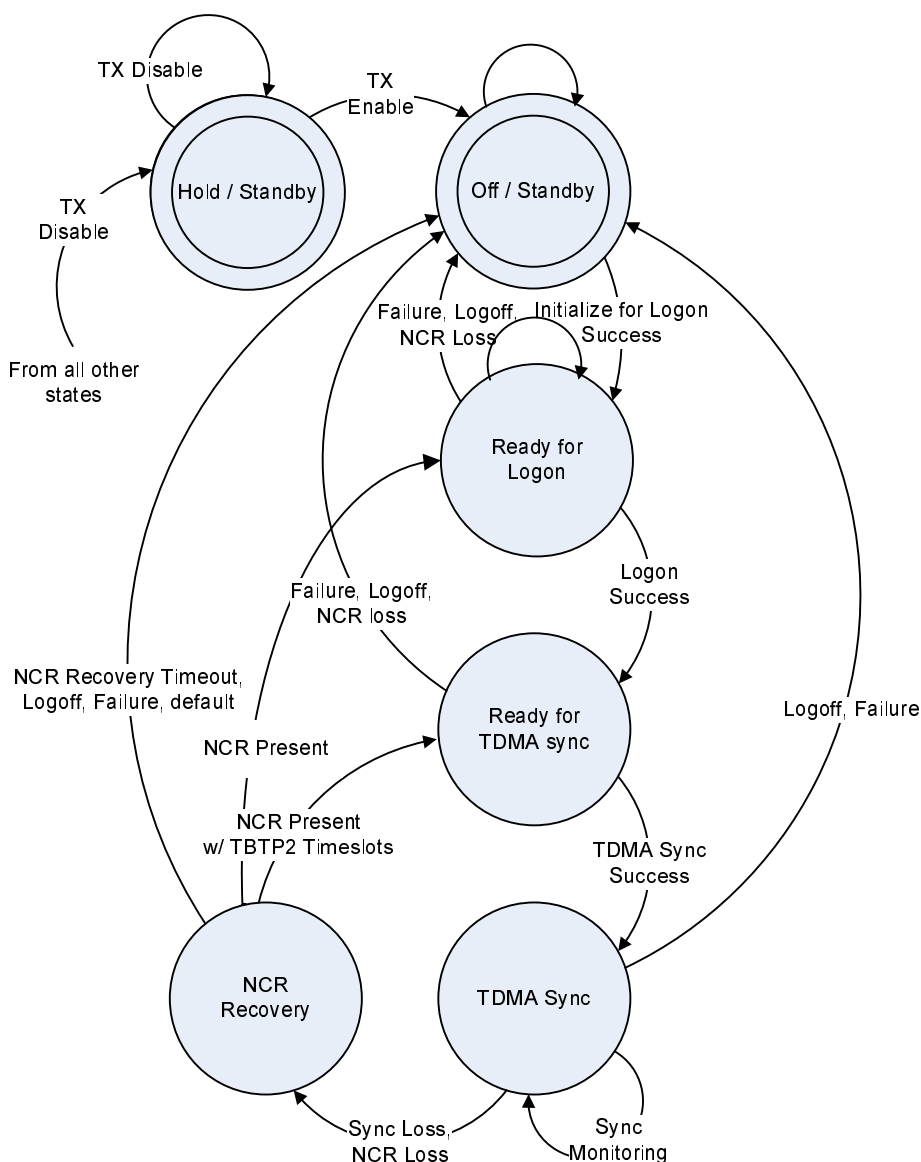 TX Disable
TX
Enable
Hold / Standby
Off / Standby
TX
Disable
From all other
states
Failure, Logoff,
NCR Loss
Initialize for Logon
Success
Ready for
Logon
Logon
Success
Failure, Logoff,
NCR loss
NCR Recovery Timeout,
Logoff, Failure, default
NCR Present
Ready for
TDMA sync
Logoff, Failure
NCR Present
w/ TBTP2 Timeslots
TDMA Sync
Success
NCR
Recovery
TDMA Sync
Sync Loss,
NCR Loss
Sync
Monitoring